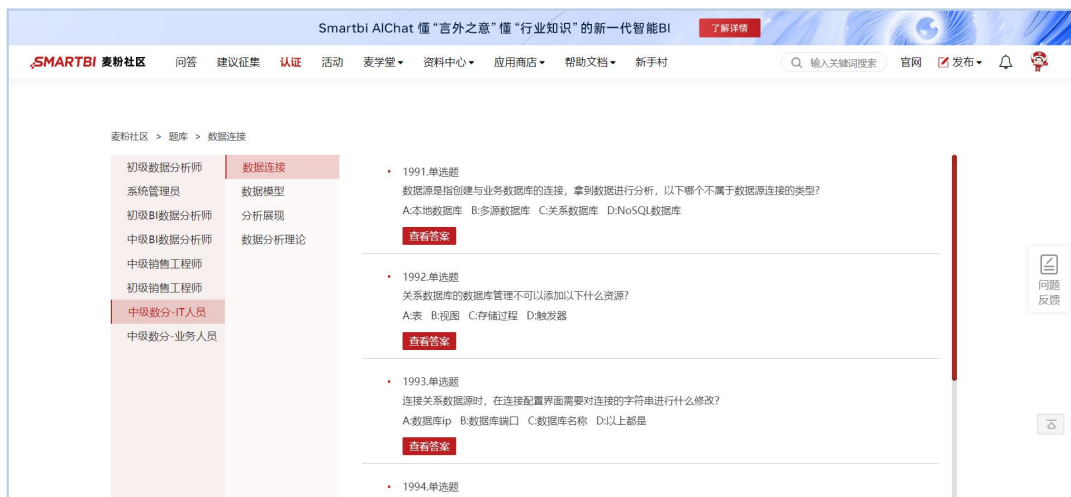 Smartbi AIChat 懂“言外之意”懂“行业知识”的新一代智能BI 了解详情
SMARTBI 麦粉社区 问答 建议征集 认证 活动 麦学堂 资料中心 应用商店 帮助文档 新手村 输入关键词搜索 官网 发布
麦粉社区 > 题库 > 数据连接
初级数据分析师
系统管理员
初级BI数据分析师
中级BI数据分析师
中级销售工程师
初级销售工程师
中级数分-IT人员
中级数分-业务人员
数据连接
数据模型
分析展现
数据分析理论
1991.单选题
数据源是指创建与业务数据库的连接，拿到数据进行分析，以下哪个不属于数据源连接的类型？
A:本地数据库 B:多源数据库 C:关系数据库 D:NoSQL数据库
查看答案
1992.单选题
关系数据库的数据库管理不可以添加以下什么资源？
A:表 B:视图 C:存储过程 D:触发器
查看答案
1993.单选题
连接关系数据源时，在连接配置界面需要对连接的字符串进行什么修改？
A:数据库ip B:数据库端口 C:数据库名称 D:以上都是
查看答案
1994.单选题
问题
反馈